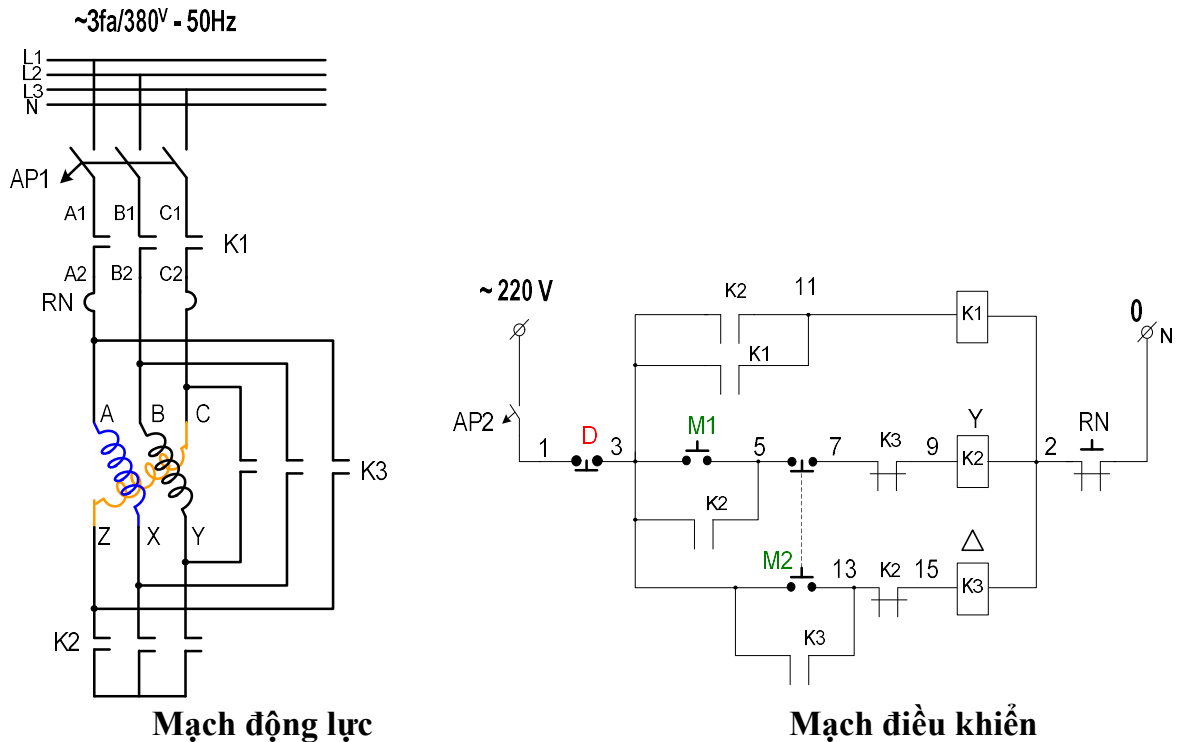 ~3fa/380V - 50Hz
L1
L2
L3
N
AP1
A1 B1 C1
K1
A2 B2 C2
RN
A B C
K3
Z X Y
K2
Mạch động lực
~ 220 V
AP2
1
D
3
K2
11
K1
K1
M1
5
7
K3
9
Y
K2
2
RN
0
N
K2
M2
13
K2
15
△
K3
K3
Mạch điều khiển